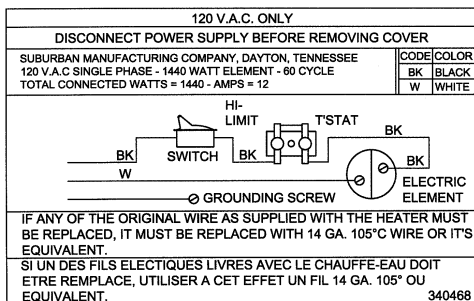 120 V.A.C. ONLY
DISCONNECT POWER SUPPLY BEFORE REMOVING COVER
SUBURBAN MANUFACTURING COMPANY, DAYTON, TENNESSEE
120 V.A.C SINGLE PHASE - 1440 WATT ELEMENT - 60 CYCLE
TOTAL CONNECTED WATTS = 1440 - AMPS = 12
CODE COLOR
BK BLACK
W WHITE
HI-
LIMIT T'STAT
BK
BK SWITCH BK BK
W
ELECTRIC
ELEMENT
GROUNDING SCREW
IF ANY OF THE ORIGINAL WIRE AS SUPPLIED WITH THE HEATER MUST
BE REPLACED, IT MUST BE REPLACED WITH 14 GA. 105°C WIRE OR IT'S
EQUIVALENT.
SI UN DES FILS ELECTIQUES LIVRES AVEC LE CHAUFFE-EAU DOIT
ETRE REMPLACE, UTILISER A CET EFFET UN FIL 14 GA. 105° OU
EQUIVALENT. 340468